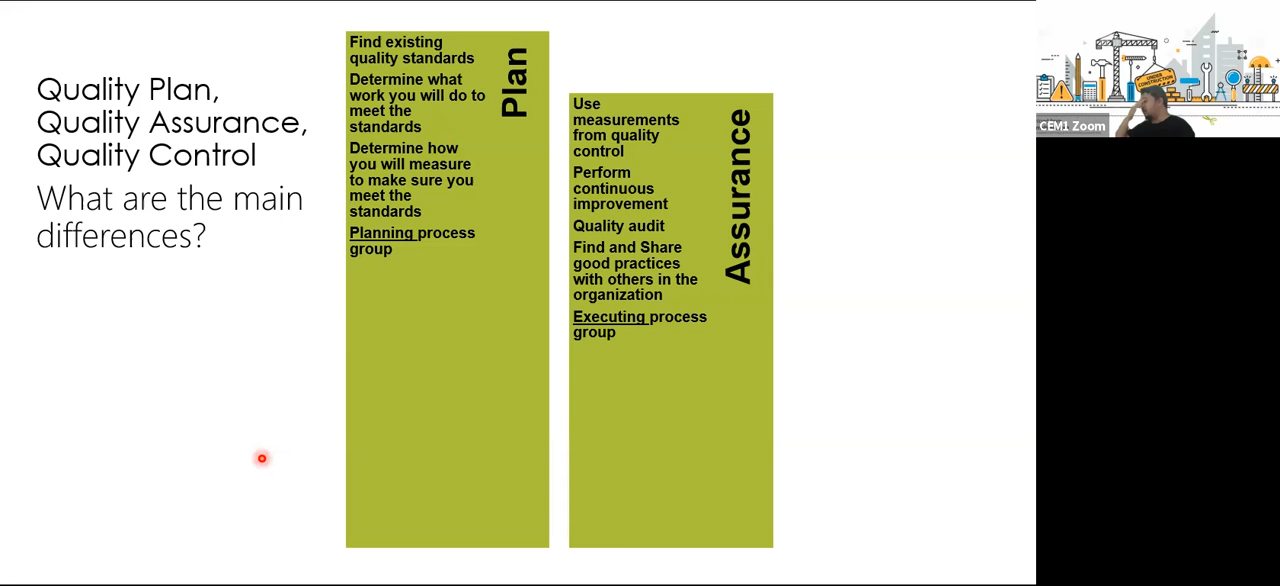 Quality Plan,
Quality Assurance,
Quality Control
What are the main
differences?
Find existing
quality standards
Determine what
work you will do to
meet the
standards
Determine how
you will measure
to make sure you
meet the
standards
Planning process
group
Plan
Use
measurements
from quality
control
Perform
continuous
improvement
Quality audit
Find and Share
good practices
with others in the
organization
Executing process
group
Assurance
UNDER
CONSTRUCTION
CEM1 Zoom